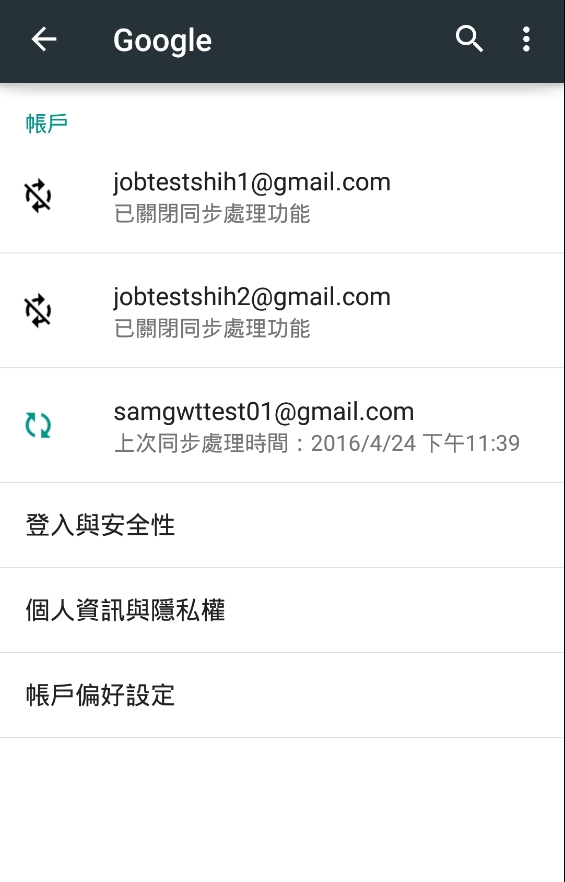 Google
帳戶
jobtestshih1@gmail.com
已關閉同步處理功能
jobtestshih2@gmail.com
已關閉同步處理功能
samgwttest01@gmail.com
上次同步處理時間：2016/4/24 下午11:39
登入與安全性
個人資訊與隱私權
帳戶偏好設定